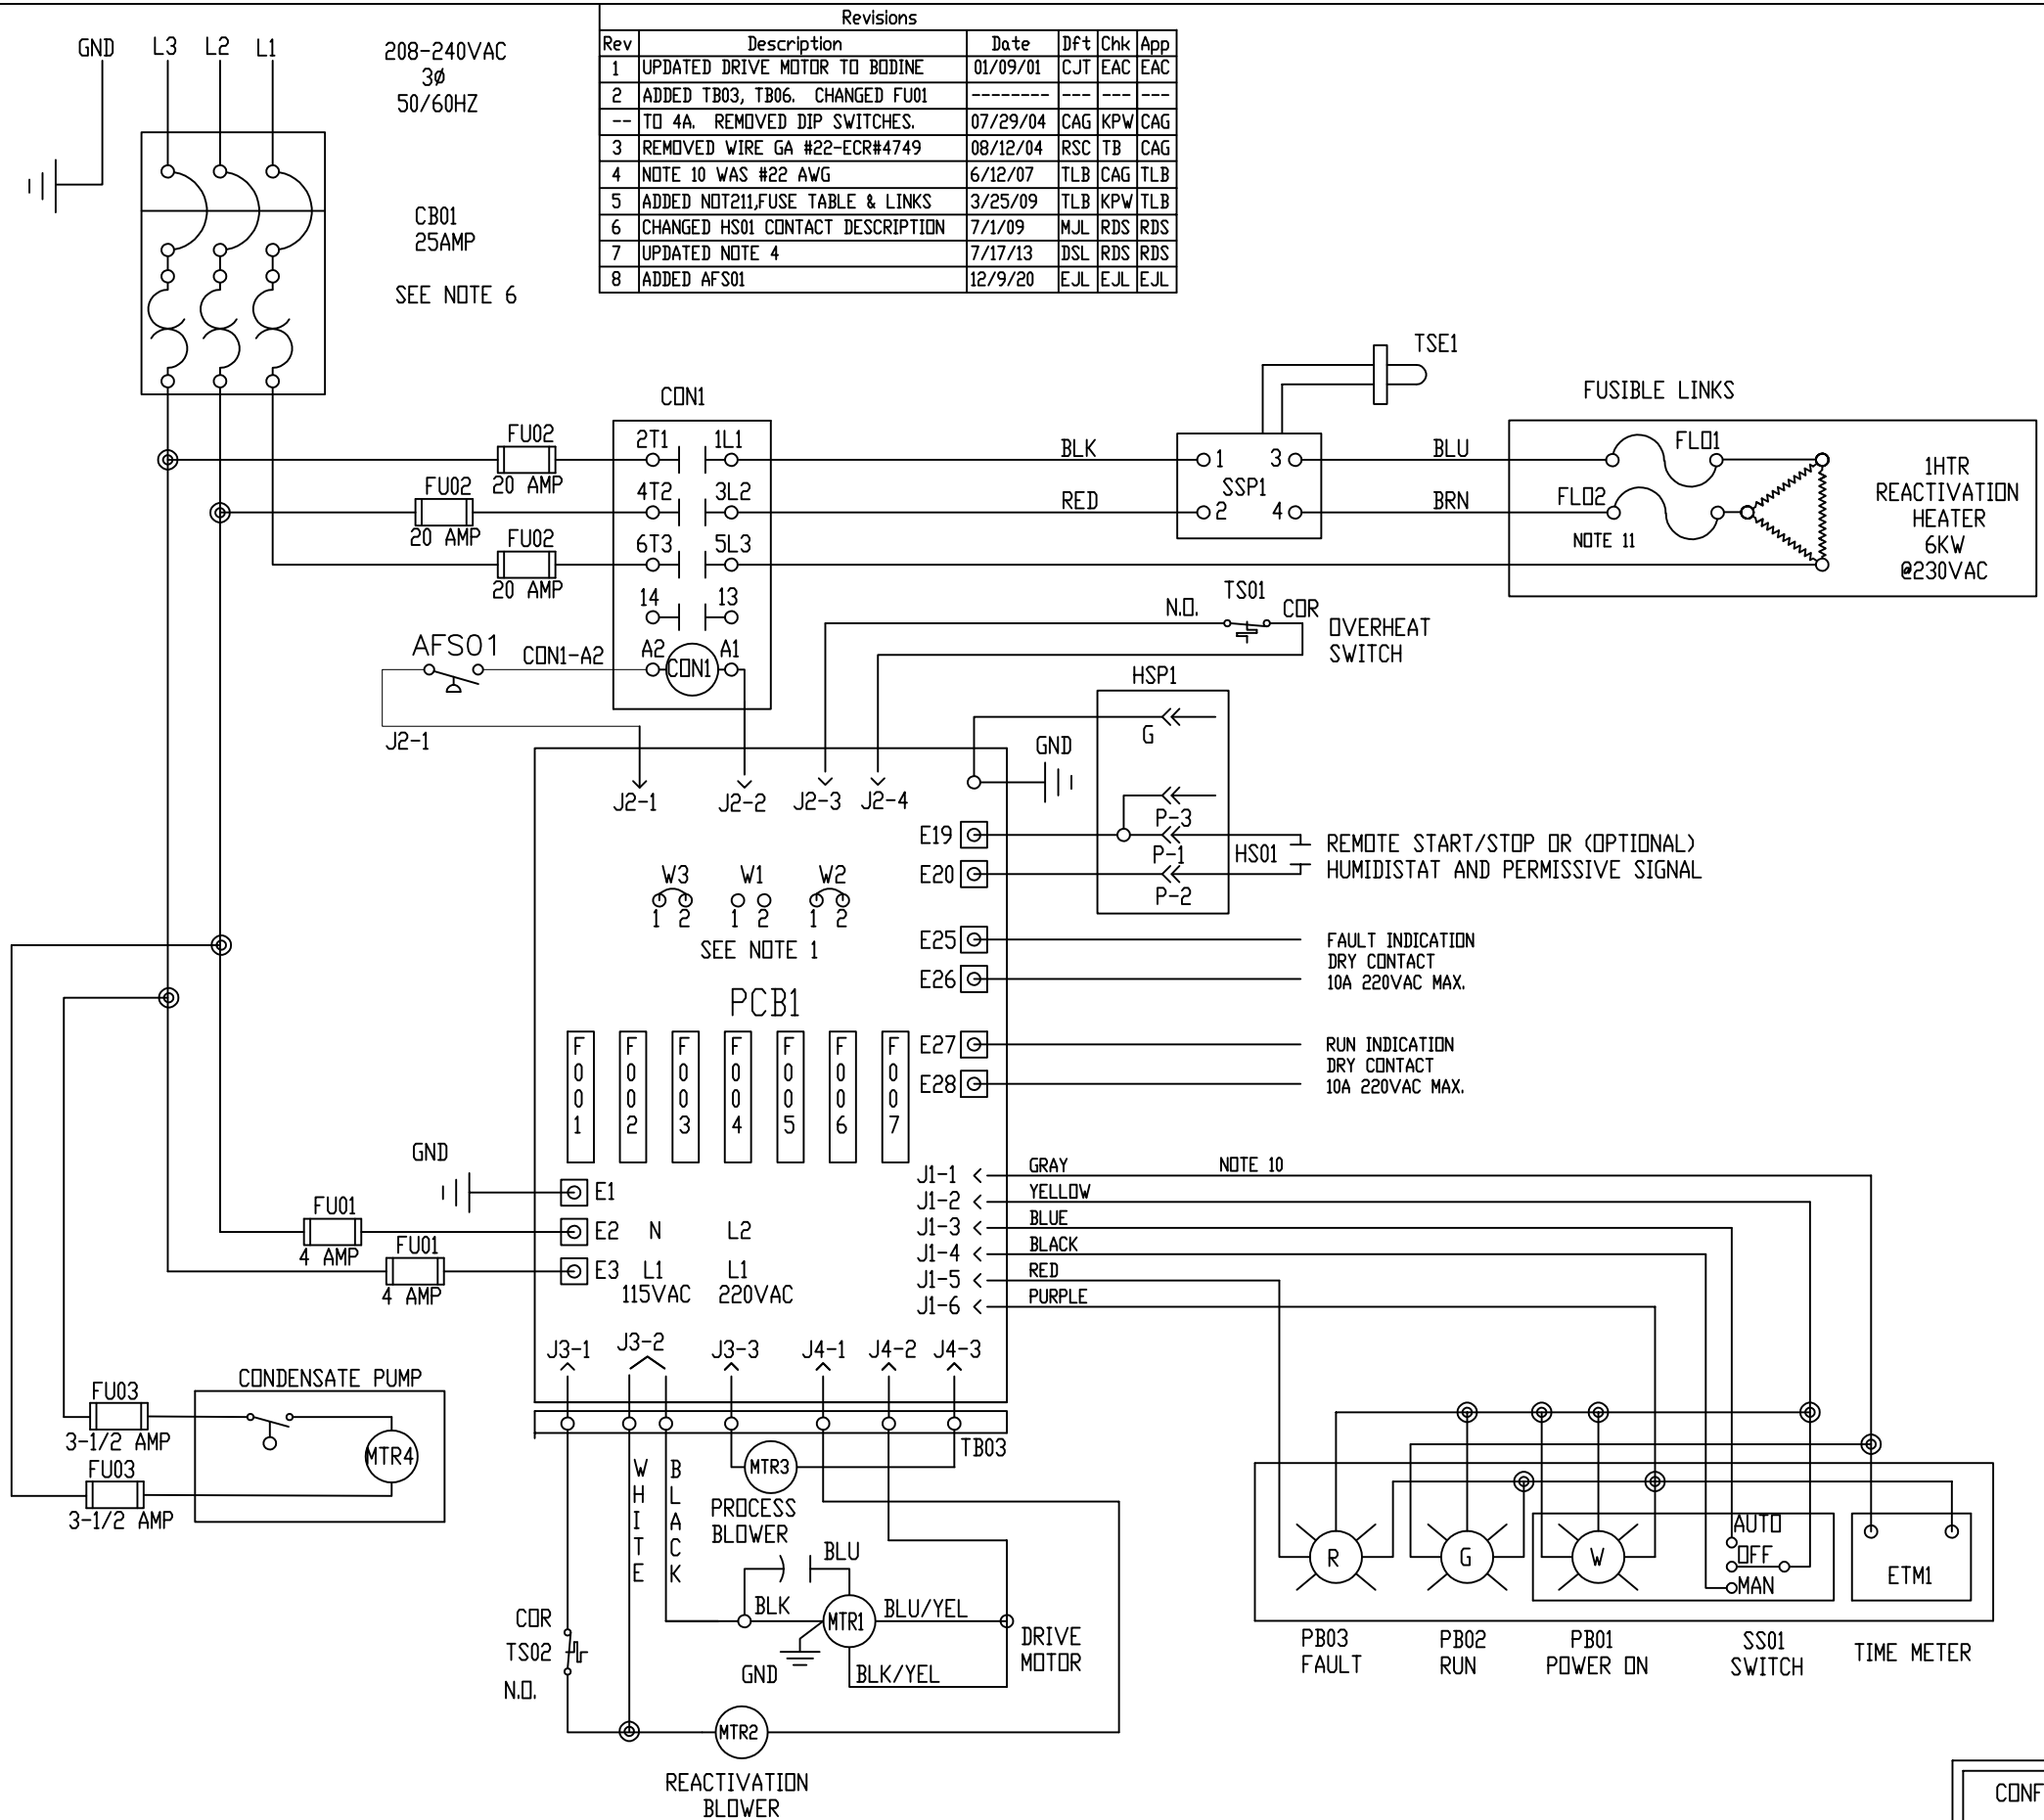 GND L3 L2 L1
208-240VAC
3Ø
50/60HZ
CB01
25AMP
SEE NOTE 6
Revisions
Rev Description Date Dft Chk App
1 UPDATED DRIVE MOTOR TO BODINE 01/09/01 CJT EAC EAC
2 ADDED TB03, TB06. CHANGED FU01 -------- --- --- ---
-- TO 4A. REMOVED DIP SWITCHES. 07/29/04 CAG KPW CAG
3 REMOVED WIRE GA #22-ECR#4749 08/12/04 RSC TB CAG
4 NOTE 10 WAS #22 AWG 6/12/07 TLB CAG TLB
5 ADDED NOT211,FUSE TABLE & LINKS 3/25/09 TLB KPW TLB
6 CHANGED HS01 CONTACT DESCRIPTION 7/1/09 MJL RDS RDS
7 UPDATED NOTE 4 7/17/13 DSL RDS RDS
8 ADDED AFS01 12/9/20 EJL EJL EJL
TSE1
FUSIBLE LINKS
CON1
FU02
20 AMP
FU02
20 AMP
FU02
20 AMP
2T1 1L1
4T2 3L2
6T3 5L3
14 13
A2 CON1 A1
BLK
RED
1 3
SSP1
2 4
BLU
BRN
FLO1
FLO2
NOTE 11
1HTR
REACTIVATION
HEATER
6KW
@230VAC
AFS01
CON1-A2
J2-1
N.O. TS01 COR
OVERHEAT
SWITCH
HSP1
G
GND
P-3
P-1
P-2
HS01
REMOTE START/STOP OR (OPTIONAL)
HUMIDISTAT AND PERMISSIVE SIGNAL
J2-1 J2-2 J2-3 J2-4
E19
E20
E25
E26
E27
E28
FAULT INDICATION
DRY CONTACT
10A 220VAC MAX.
RUN INDICATION
DRY CONTACT
10A 220VAC MAX.
W3 W1 W2
1 2 1 2 1 2
SEE NOTE 1
PCB1
F001 F002 F003 F004 F005 F006 F007
GND
E1
FU01
4 AMP
E2 N L2
FU01
4 AMP
E3 L1 L1
115VAC 220VAC
J1-1 GRAY NOTE 10
J1-2 YELLOW
J1-3 BLUE
J1-4 BLACK
J1-5 RED
J1-6 PURPLE
J3-1 J3-2 J3-3 J4-1 J4-2 J4-3
TB03
CONDENSATE PUMP
FU03
3-1/2 AMP
FU03
3-1/2 AMP
MTR4
WHITE
BLACK
MTR3
PROCESS
BLOWER
BLU
BLK
MTR1
BLU/YEL
BLK/YEL
GND
DRIVE
MOTOR
COR
TS02
N.O.
MTR2
REACTIVATION
BLOWER
R G W
AUTO
OFF
MAN
ETM1
PB03
FAULT
PB02
RUN
PB01
POWER ON
SS01
SWITCH
TIME METER
CONF